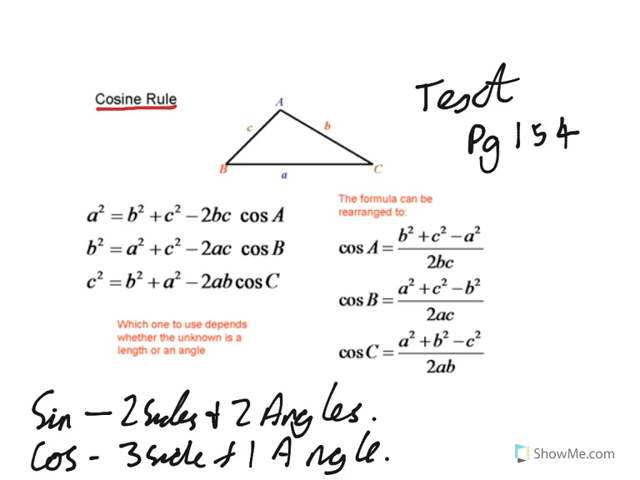 Cosine Rule
A
c
b
B
C
a
Test
Pg 154
a² = b² + c² − 2bc cos A
b² = a² + c² − 2ac cos B
c² = b² + a² − 2ab cos C
Which one to use depends
whether the unknown is a
length or an angle
The formula can be
rearranged to:
cos A = (b² + c² − a²) / 2bc
cos B = (a² + c² − b²) / 2ac
cos C = (a² + b² − c²) / 2ab
Sin – 2 Sides + 2 Angles.
Cos - 3 side + 1 Angle.
ShowMe.com